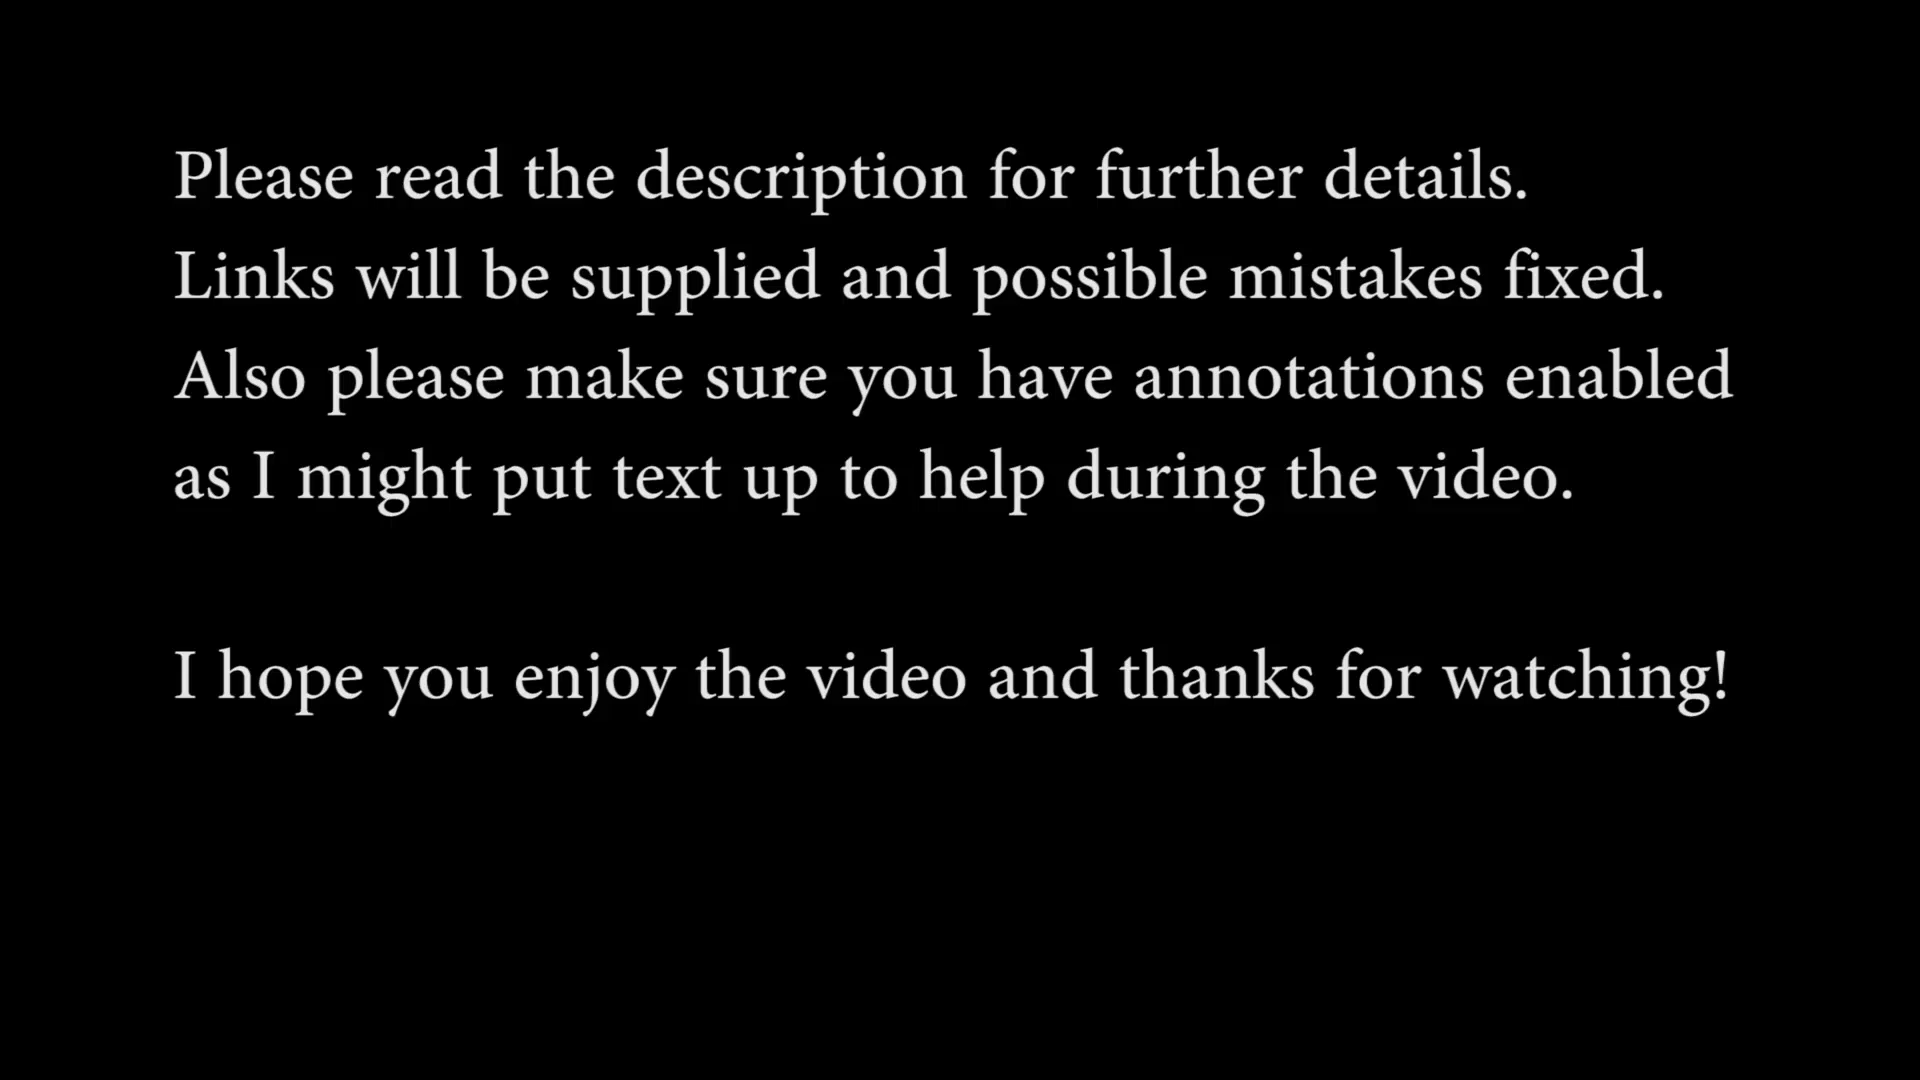 Please read the description for further details.
Links will be supplied and possible mistakes fixed.
Also please make sure you have annotations enabled
as I might put text up to help during the video.
I hope you enjoy the video and thanks for watching!